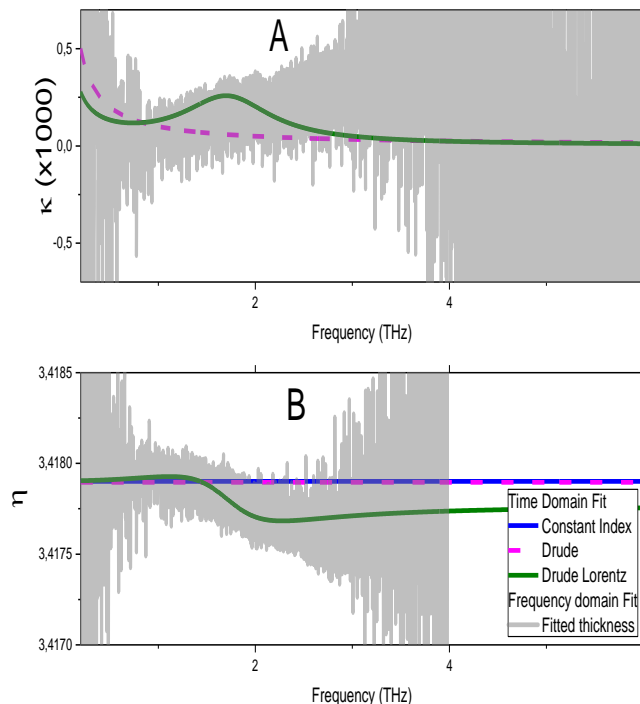 A
0,5
0,0
-0,5
κ (x1000)
2
4
Frequency (THz)
B
3,4185
3,4180
3,4175
3,4170
η
2
4
Frequency (THz)
Time Domain Fit
Constant Index
Drude
Drude Lorentz
Frequency domain Fit
Fitted thickness